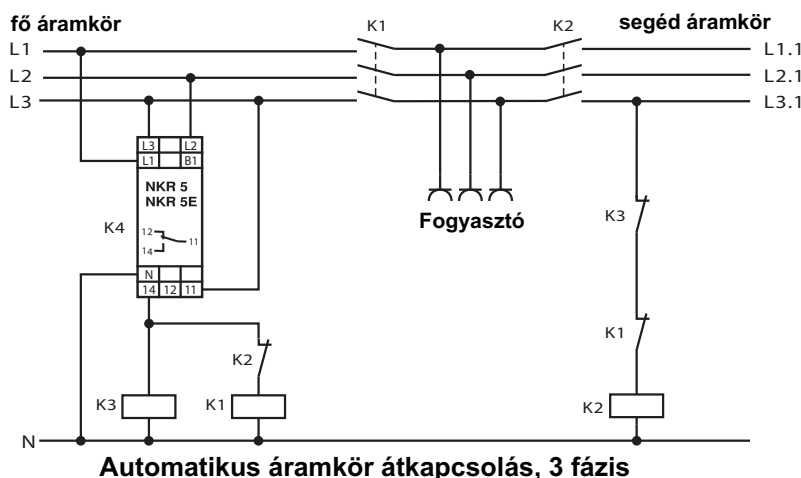 fő áramkör
K1
K2
segéd áramkör
L1
L1.1
L2
L2.1
L3
L3.1
L3 L2
L1 B1
NKR 5
NKR 5E
K4
12
11
14
N
14 12 11
Fogyasztó
K3
K2
K1
K3
K1
K2
N
Automatikus áramkör átkapcsolás, 3 fázis